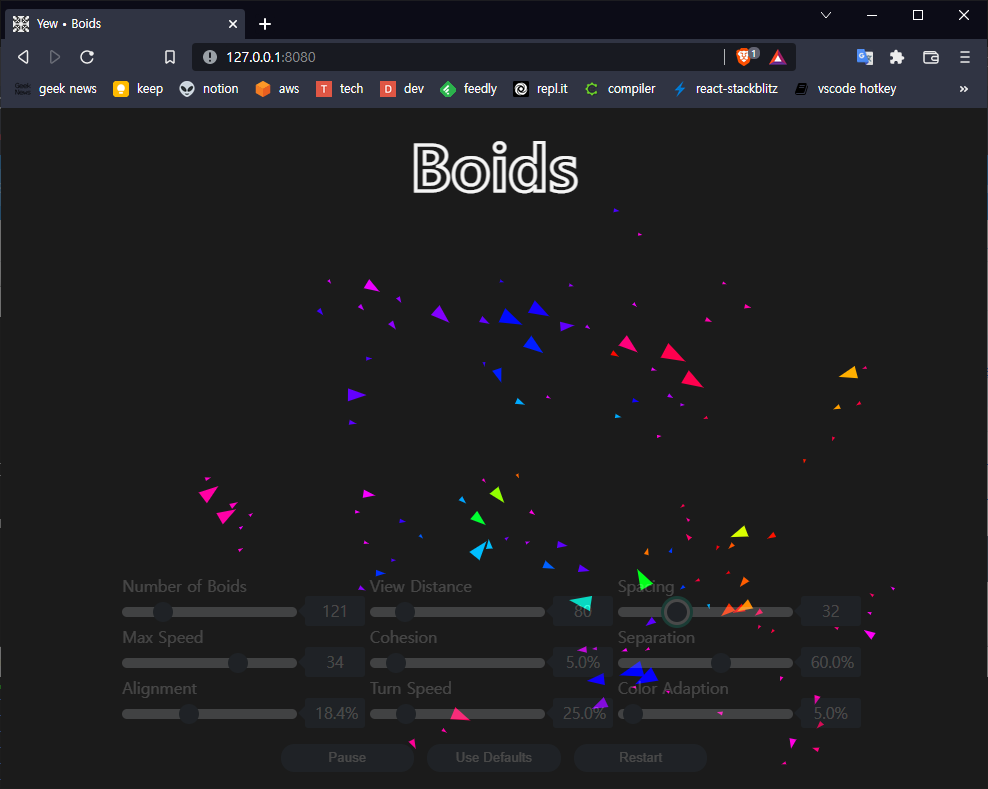 Yew • Boids
127.0.0.1:8080
1
geek news keep notion aws T tech D dev feedly repl.it compiler react-stackblitz vscode hotkey »
Boids
Number of Boids View Distance Spacing
121 80 32
Max Speed Cohesion Separation
34 5.0% 60.0%
Alignment Turn Speed Color Adaption
18.4% 25.0% 5.0%
Pause Use Defaults Restart